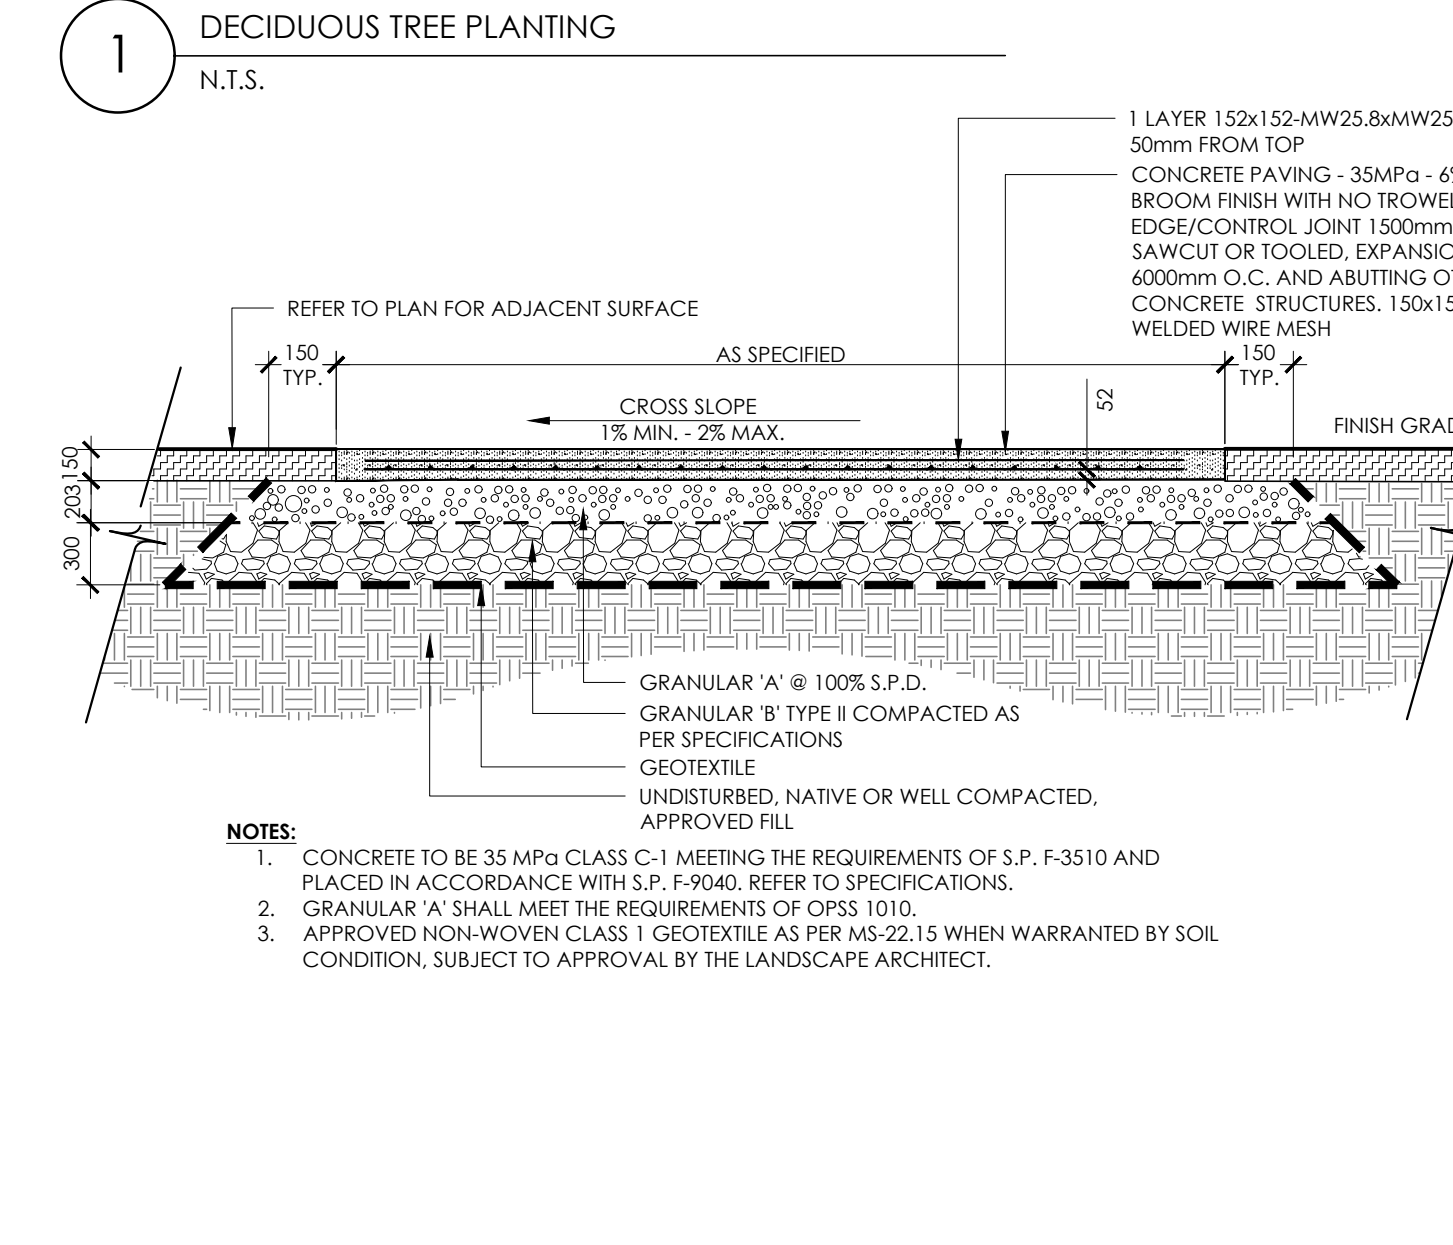 1
DECIDUOUS TREE PLANTING
N.T.S.
1 LAYER 152x152-MW25.8xMW25
50mm FROM TOP
CONCRETE PAVING - 35MPa - 6%
BROOM FINISH WITH NO TROWEL
EDGE/CONTROL JOINT 1500mm
SAWCUT OR TOOLED, EXPANSIO
6000mm O.C. AND ABUTTING OT
CONCRETE STRUCTURES. 150x15
WELDED WIRE MESH
REFER TO PLAN FOR ADJACENT SURFACE
150
TYP.
AS SPECIFIED
150
TYP.
52
CROSS SLOPE
1% MIN. - 2% MAX.
FINISH GRAD
150
203
300
GRANULAR 'A' @ 100% S.P.D.
GRANULAR 'B' TYPE II COMPACTED AS
PER SPECIFICATIONS
GEOTEXTILE
UNDISTURBED, NATIVE OR WELL COMPACTED,
APPROVED FILL
NOTES:
1. CONCRETE TO BE 35 MPa CLASS C-1 MEETING THE REQUIREMENTS OF S.P. F-3510 AND
PLACED IN ACCORDANCE WITH S.P. F-9040. REFER TO SPECIFICATIONS.
2. GRANULAR 'A' SHALL MEET THE REQUIREMENTS OF OPSS 1010.
3. APPROVED NON-WOVEN CLASS 1 GEOTEXTILE AS PER MS-22.15 WHEN WARRANTED BY SOIL
CONDITION, SUBJECT TO APPROVAL BY THE LANDSCAPE ARCHITECT.